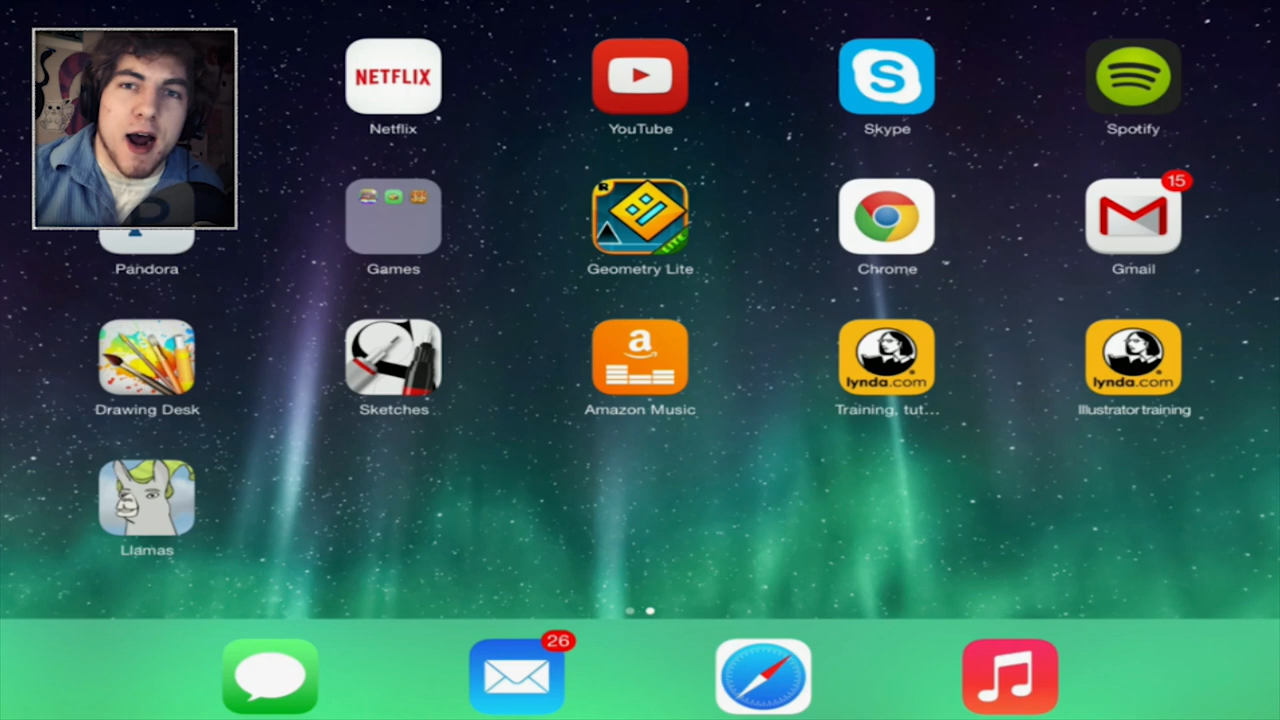 NETFLIX
Netflix
YouTube
S
Skype
Spotify
15
Pandora
Games
R
LITE
Geometry Lite
Chrome
Gmail
a
lynda.com
lynda.com
Drawing Desk
Sketches
Amazon Music
Training, tut...
Illustrator training
Llamas
26